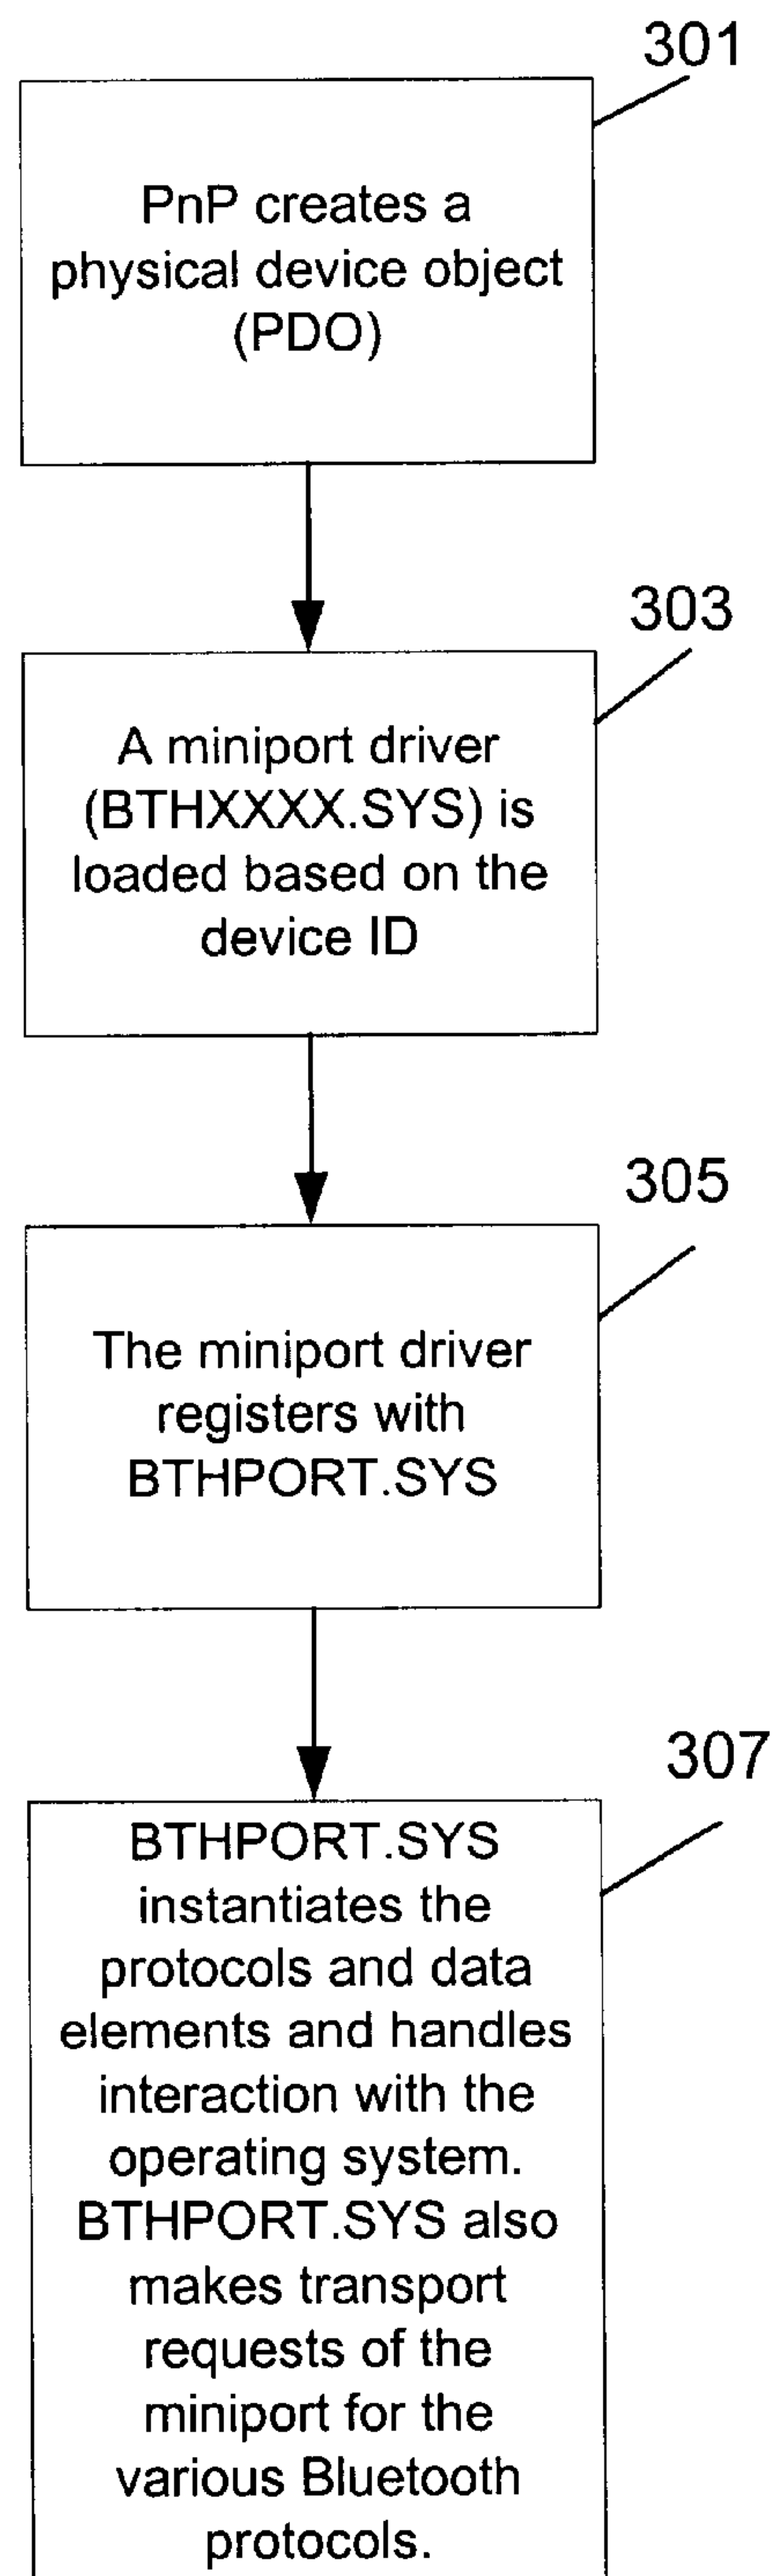 301
PnP creates a
physical device object
(PDO)
303
A miniport driver
(BTHXXXX.SYS) is
loaded based on the
device ID
305
The miniport driver
registers with
BTHPORT.SYS
307
BTHPORT.SYS
instantiates the
protocols and data
elements and handles
interaction with the
operating system.
BTHPORT.SYS also
makes transport
requests of the
miniport for the
various Bluetooth
protocols.